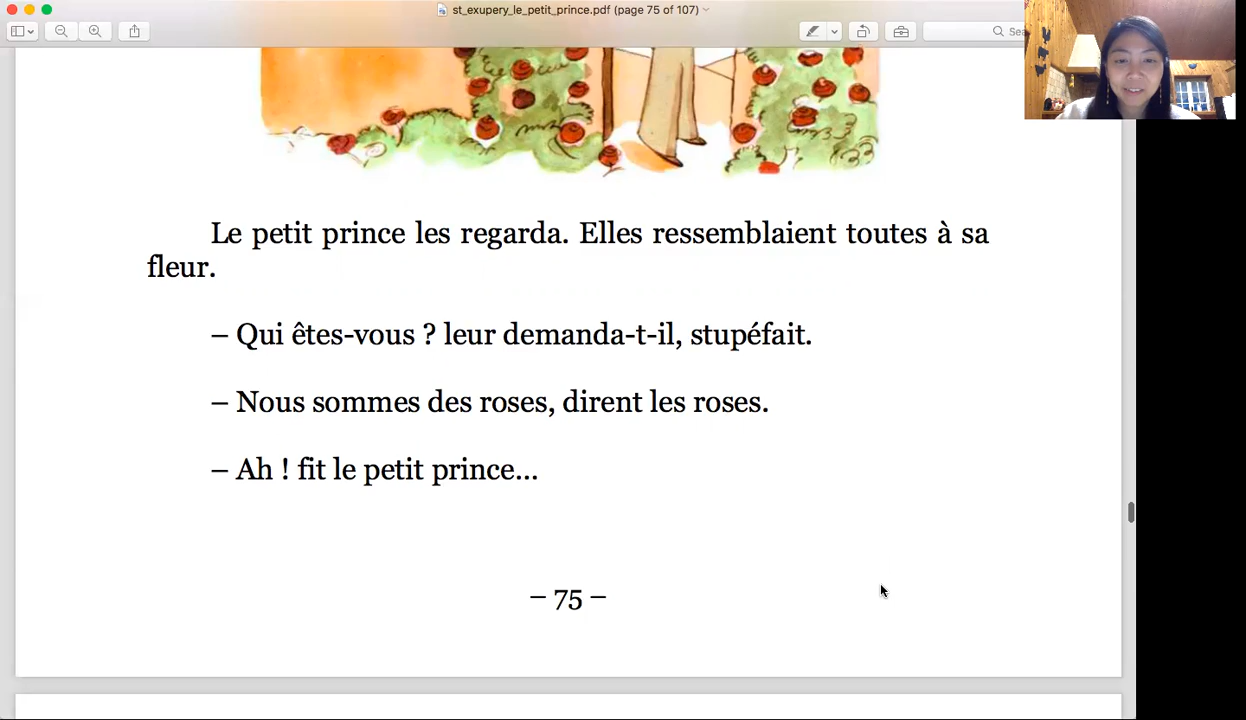 st_exupery_le_petit_prince.pdf (page 75 of 107)
Sea
Le petit prince les regarda. Elles ressemblaient toutes à sa
fleur.
– Qui êtes-vous ? leur demanda-t-il, stupéfait.
– Nous sommes des roses, dirent les roses.
– Ah ! fit le petit prince...
– 75 –